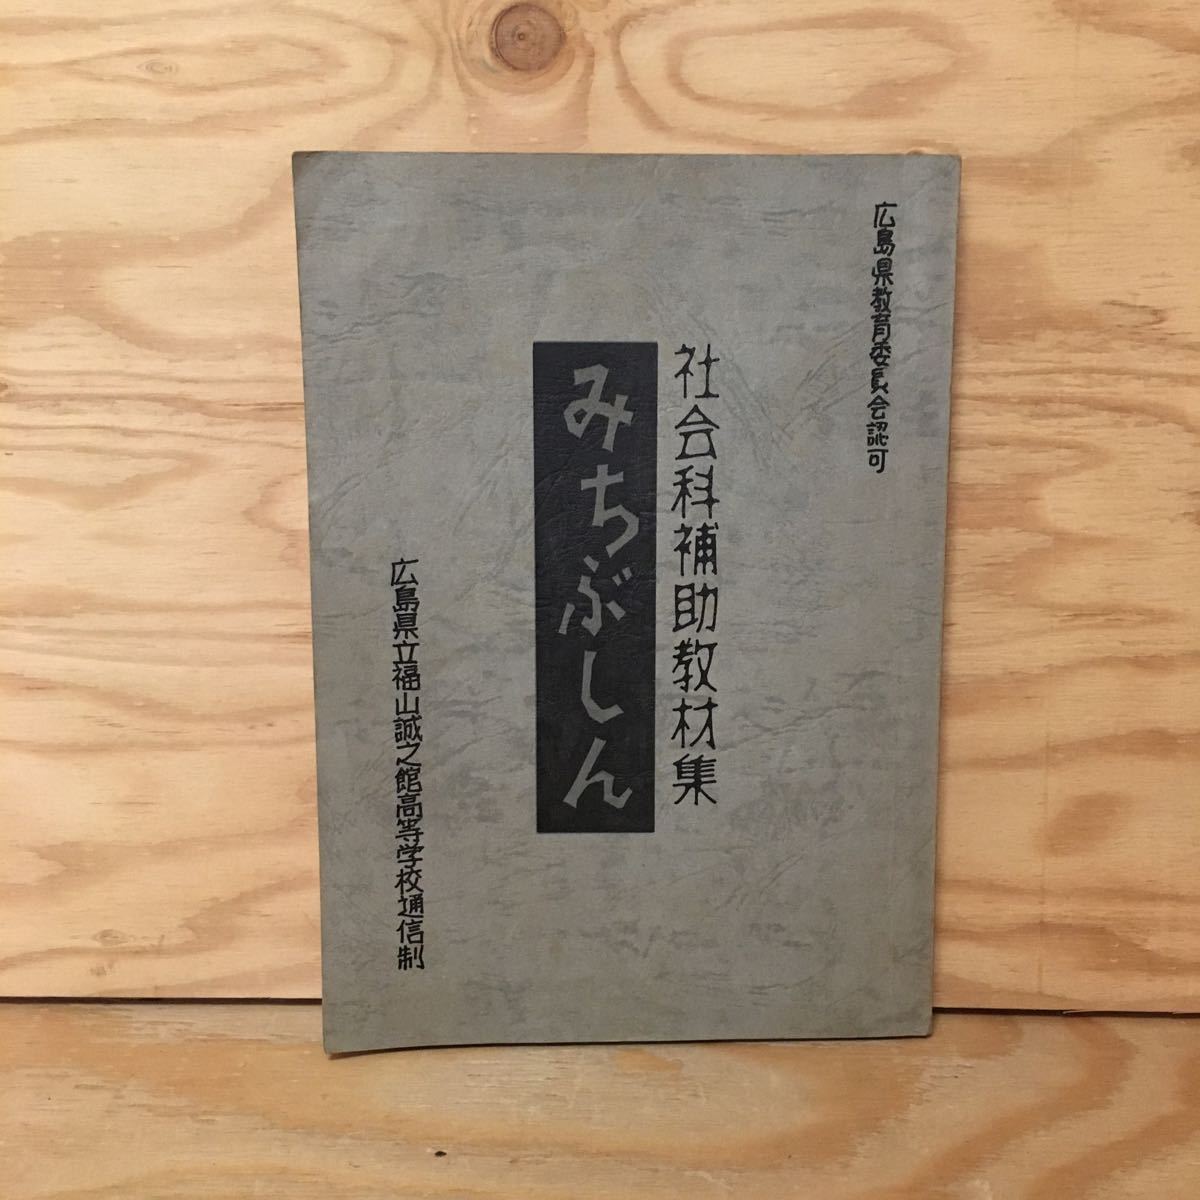 広島県教育委員会認可
社会科補助教材集
みちぶしん
広島県立福山誠之館高等学校通信制